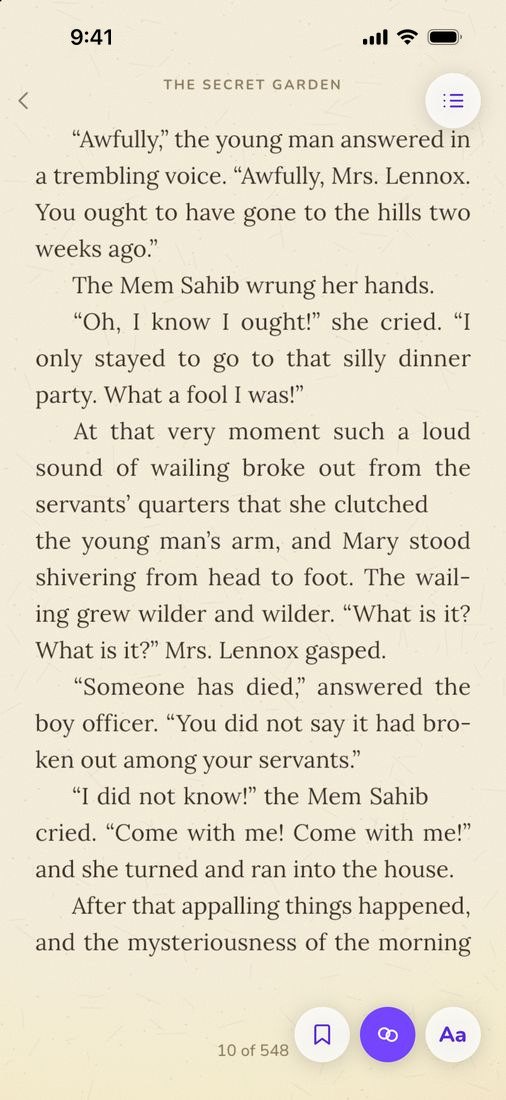 9:41
THE SECRET GARDEN
“Awfully,” the young man answered in
a trembling voice. “Awfully, Mrs. Lennox.
You ought to have gone to the hills two
weeks ago.”
The Mem Sahib wrung her hands.
“Oh, I know I ought!” she cried. “I
only stayed to go to that silly dinner
party. What a fool I was!”
At that very moment such a loud
sound of wailing broke out from the
servants’ quarters that she clutched
the young man’s arm, and Mary stood
shivering from head to foot. The wail-
ing grew wilder and wilder. “What is it?
What is it?” Mrs. Lennox gasped.
“Someone has died,” answered the
boy officer. “You did not say it had bro-
ken out among your servants.”
“I did not know!” the Mem Sahib
cried. “Come with me! Come with me!”
and she turned and ran into the house.
After that appalling things happened,
and the mysteriousness of the morning
10 of 548
Aa